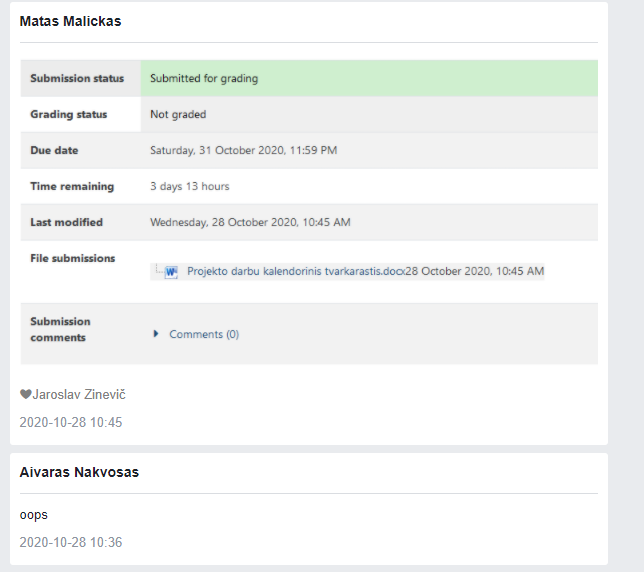 Matas Malickas
Submission status Submitted for grading
Grading status Not graded
Due date Saturday, 31 October 2020, 11:59 PM
Time remaining 3 days 13 hours
Last modified Wednesday, 28 October 2020, 10:45 AM
File submissions
Projekto darbu kalendorinis tvarkarastis.docx28 October 2020, 10:45 AM
Submission
comments
Comments (0)
Jaroslav Zinevič
2020-10-28 10:45
Aivaras Nakvosas
oops
2020-10-28 10:36